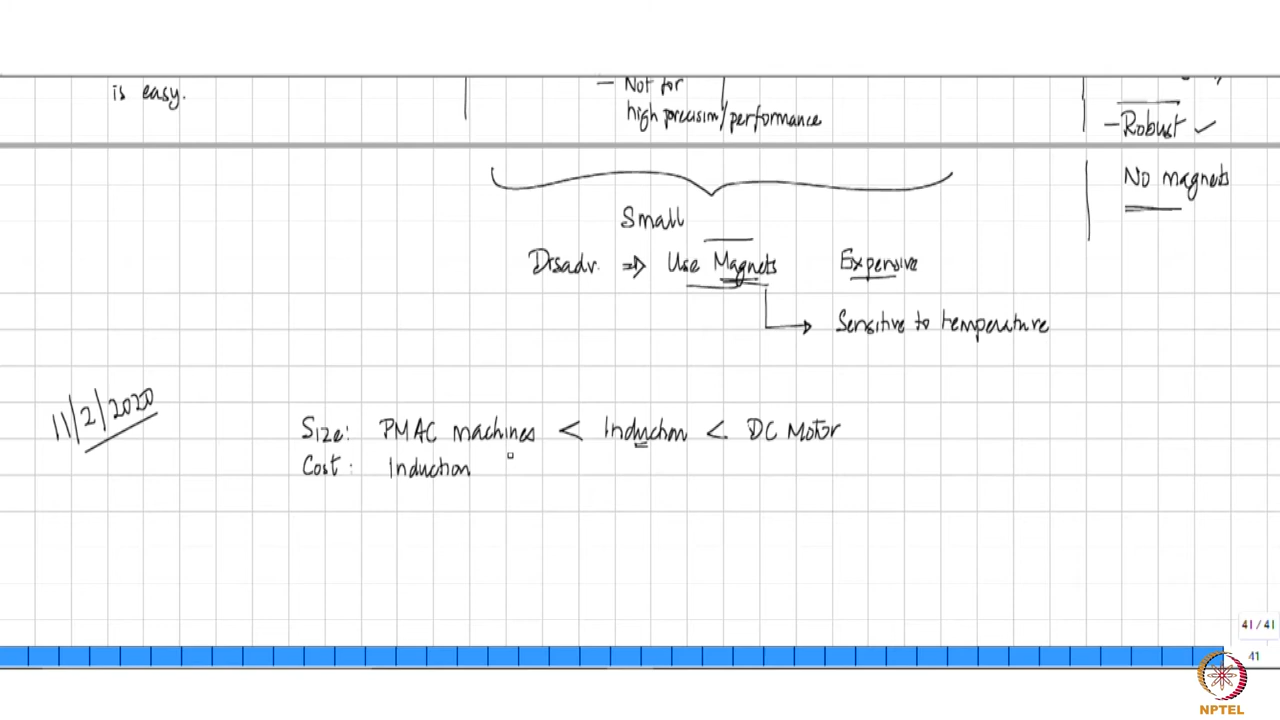 is easy.
- Not for
high precision/performance
- Robust ✓
No magnets
Small
Disadv. ⇒ Use Magnets Expensive
Sensitive to temperature
11/2/2020
Size: PMAC machines < Induction < DC Motor
Cost: Induction
41 / 41
41
NPTEL